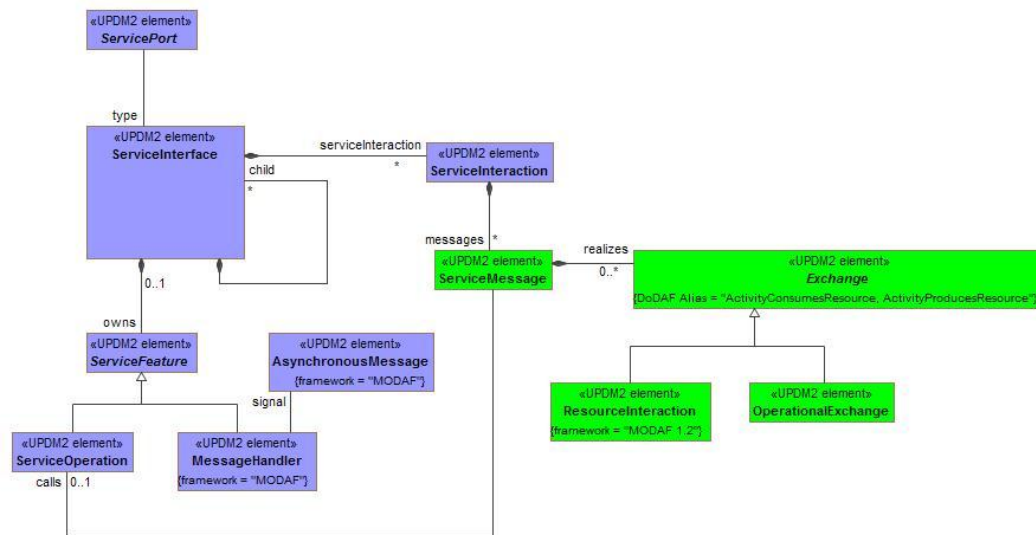 «UPDM2 element»
ServicePort
type
«UPDM2 element»
ServiceInterface
child
*
serviceInteraction
*
«UPDM2 element»
ServiceInteraction
messages *
«UPDM2 element»
ServiceMessage
realizes
0..*
«UPDM2 element»
Exchange
{DoDAF Alias = "ActivityConsumesResource, ActivityProducesResource"}
0..1
owns
«UPDM2 element»
ServiceFeature
«UPDM2 element»
AsynchronousMessage
{framework = "MODAF"}
signal
«UPDM2 element»
ResourceInteraction
{framework = "MODAF 1.2"}
«UPDM2 element»
OperationalExchange
«UPDM2 element»
ServiceOperation
calls 0..1
«UPDM2 element»
MessageHandler
{framework = "MODAF"}